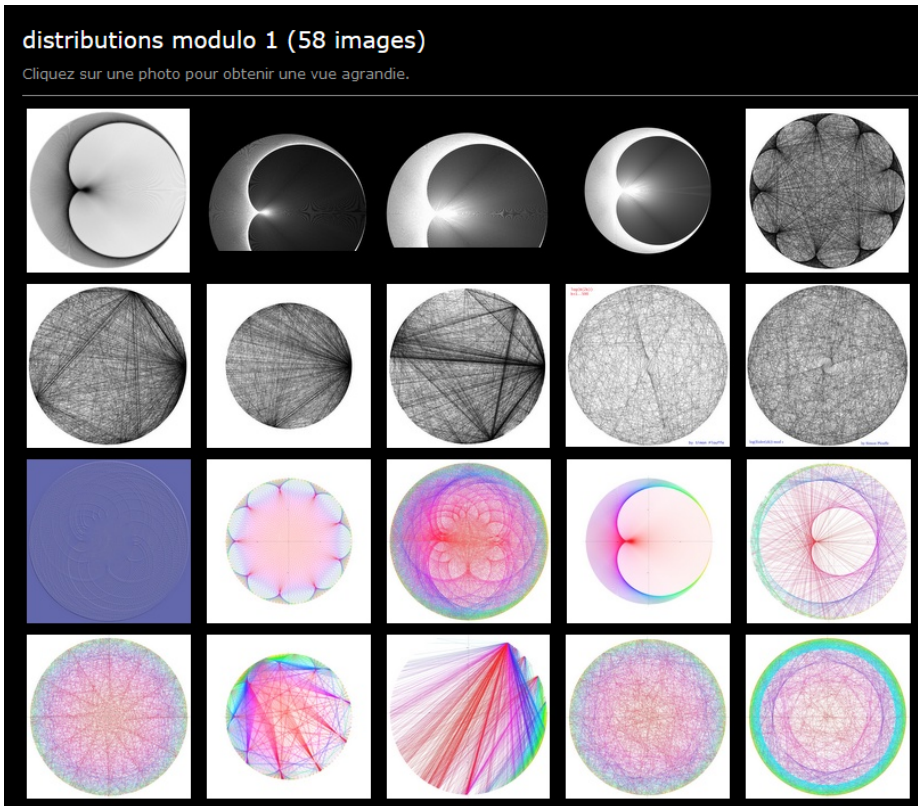 distributions modulo 1 (58 images)
Cliquez sur une photo pour obtenir une vue agrandie.